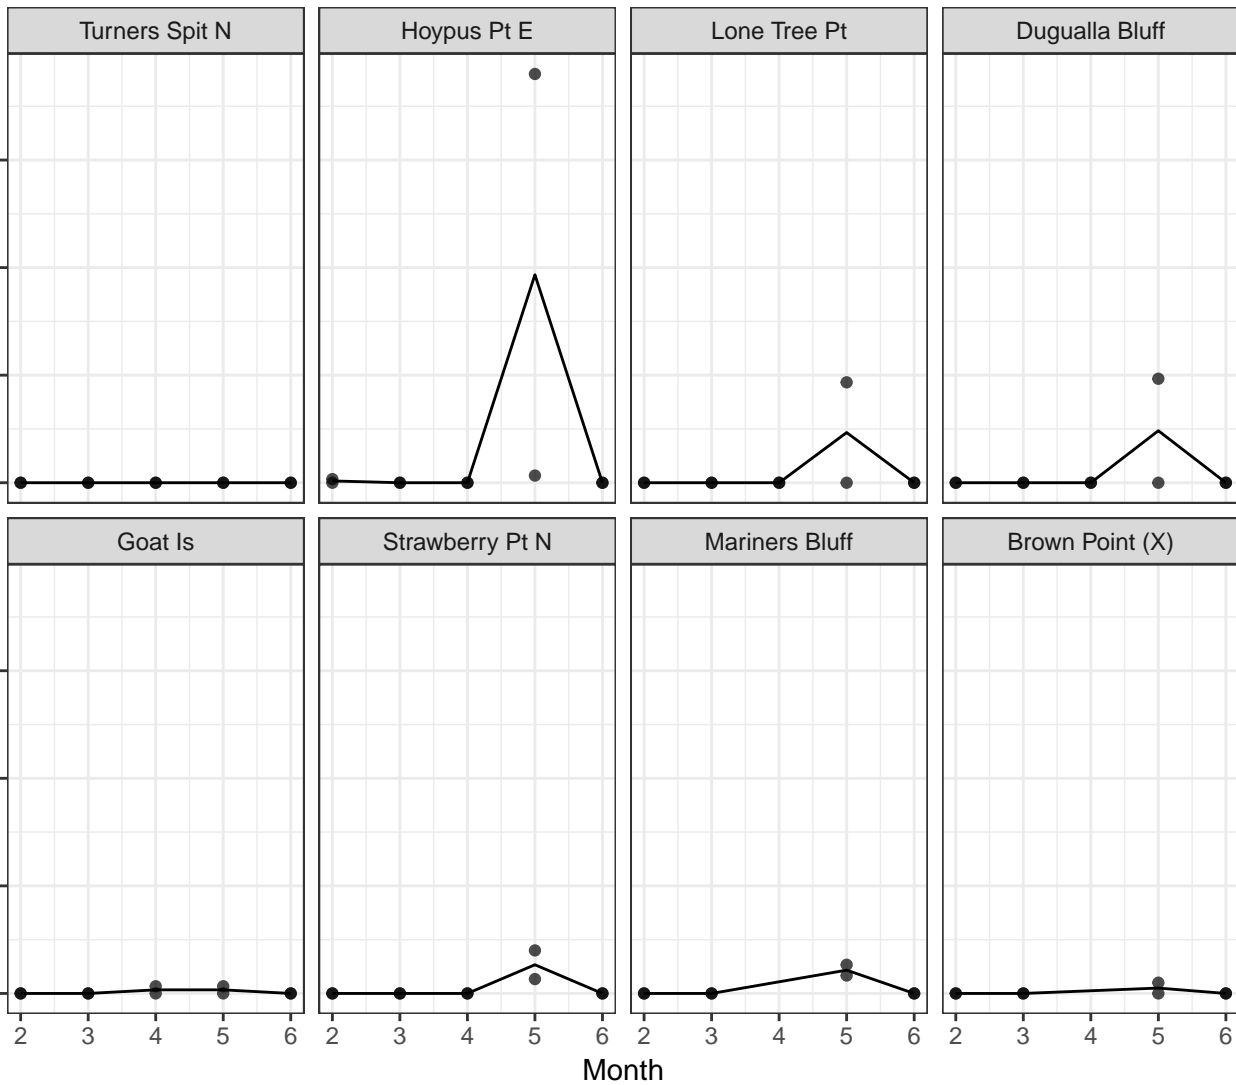 Turners Spit N Hoypus Pt E Lone Tree Pt Dugualla Bluff
Goat Is Strawberry Pt N Mariners Bluff Brown Point (X)
2 3 4 5 6 2 3 4 5 6 2 3 4 5 6 2 3 4 5 6
Month